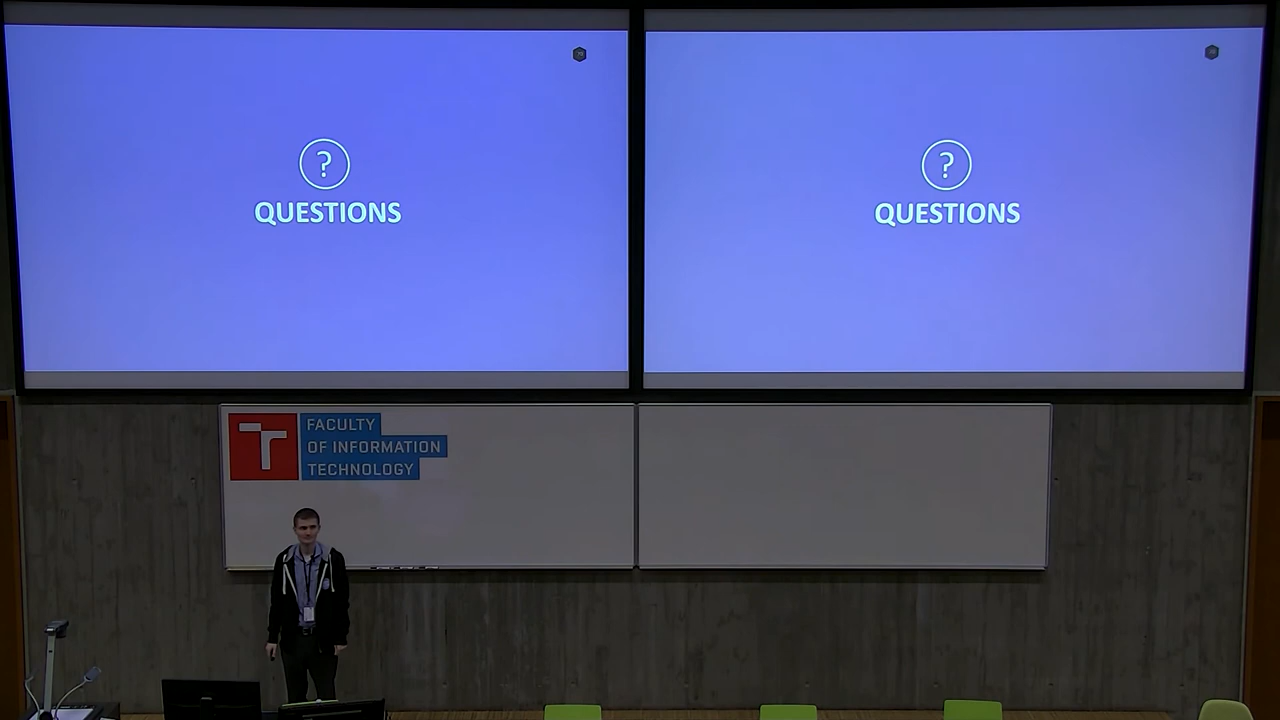 ?
QUESTIONS
?
QUESTIONS
FACULTY
OF INFORMATION
TECHNOLOGY